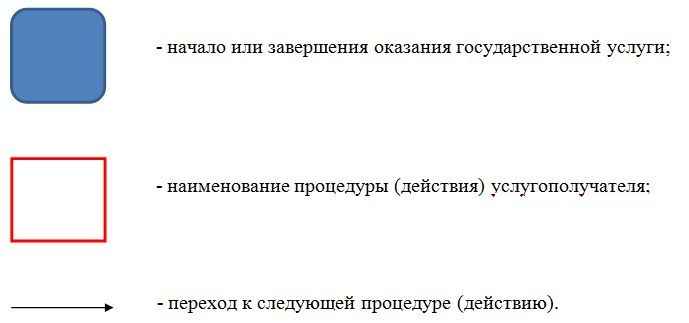 - начало или завершения оказания государственной услуги;
- наименование процедуры (действия) услугополучателя;
- переход к следующей процедуре (действию).